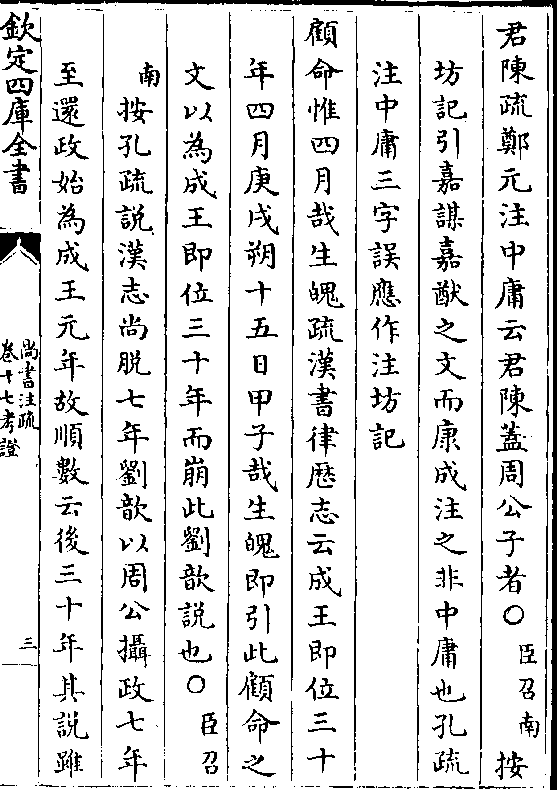 君陳疏鄭元注中庸云君陳蓋周公子者○臣召南按
坊記引嘉謀嘉猷之文而康成注之非中庸也孔疏
注中庸三字誤應作注坊記
顧命惟四月哉生魄疏漢書律歷志云成王即位三十
年四月庚戌朔十五日甲子哉生魄即引此顧命之
文以為成王即位三十年而崩此劉歆說也○臣召
南按孔疏說漢志尚脫七年劉歆以周公攝政七年
至還政始為成王元年故順數云後三十年其說雖
欽定四庫全書
尚書注疏
卷十七考證
三